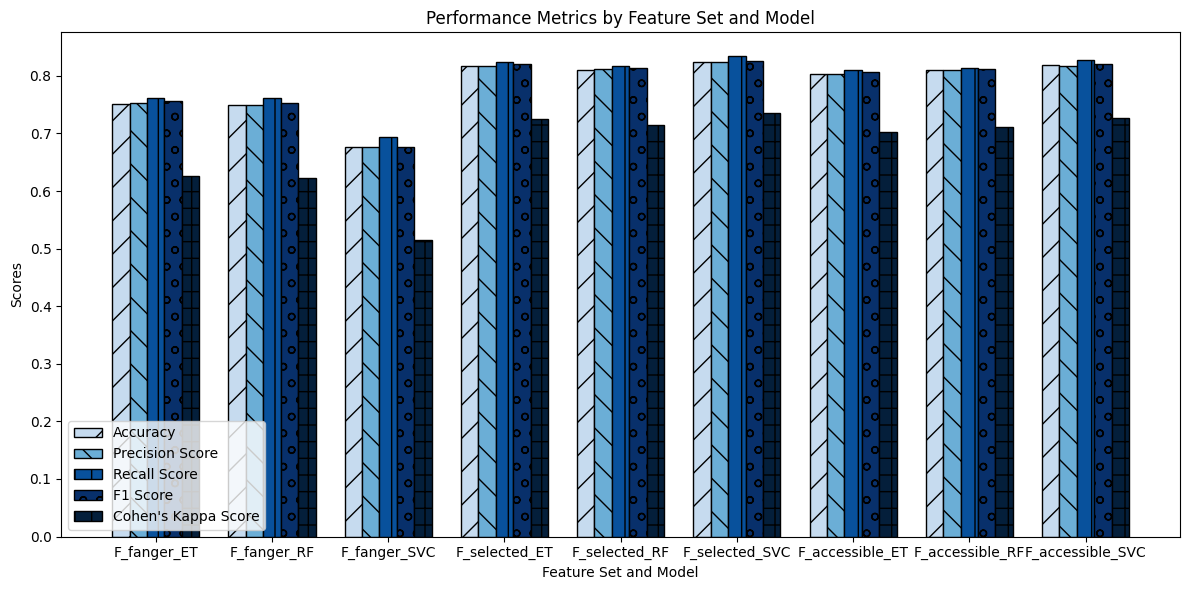 Performance Metrics by Feature Set and Model
Scores
0.8
0.7
0.6
0.5
0.4
0.3
0.2
0.1
0.0
Accuracy
Precision Score
Recall Score
F1 Score
Cohen's Kappa Score
F_fanger_ET F_fanger_RF F_fanger_SVC F_selected_ET F_selected_RF F_selected_SVC F_accessible_ET F_accessible_RF F_accessible_SVC
Feature Set and Model